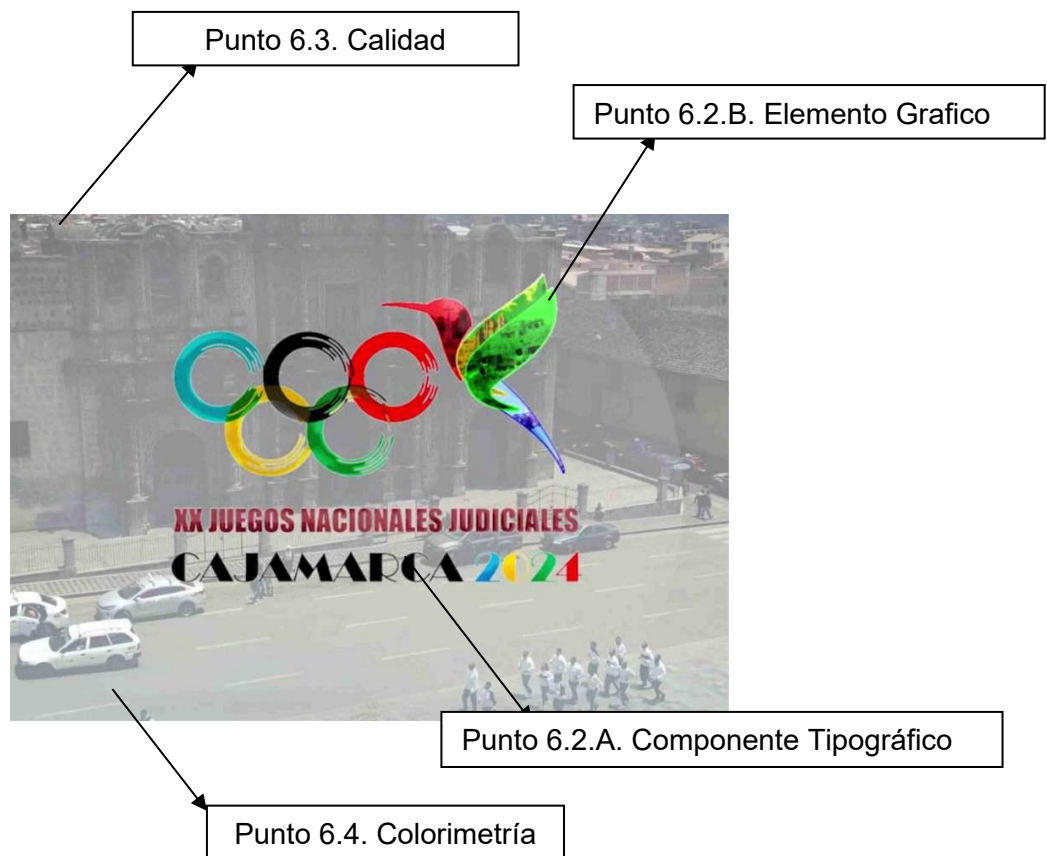 Punto 6.3. Calidad
Punto 6.2.B. Elemento Grafico
XX JUEGOS NACIONALES JUDICIALES
CAJAMARCA 2024
Punto 6.2.A. Componente Tipográfico
Punto 6.4. Colorimetría